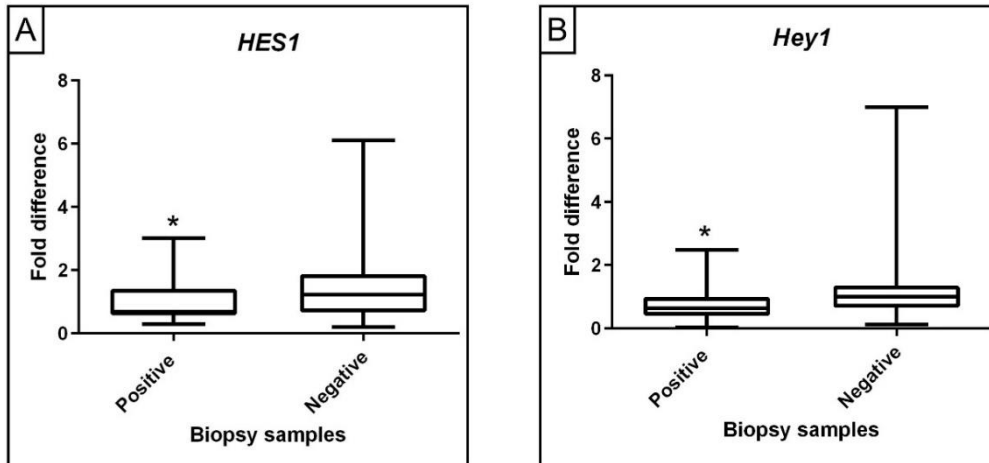 A
HES1
8
6
4
2
0
Fold difference
*
Positive
Negative
Biopsy samples
B
Hey1
8
6
4
2
0
Fold difference
*
Positive
Negative
Biopsy samples